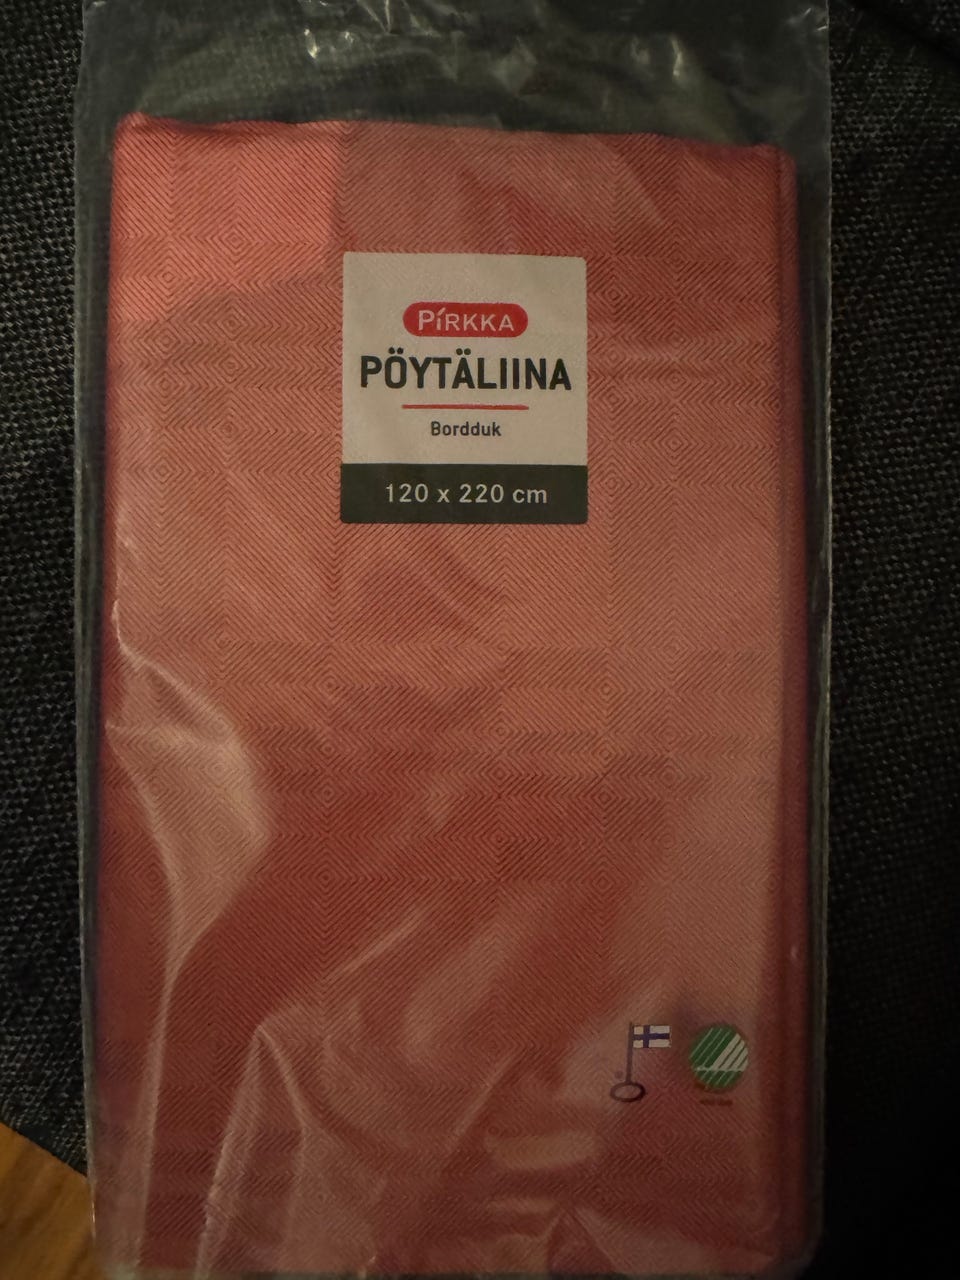 PIRKKA
PÖYTÄLIINA
Bordduk
120 x 220 cm